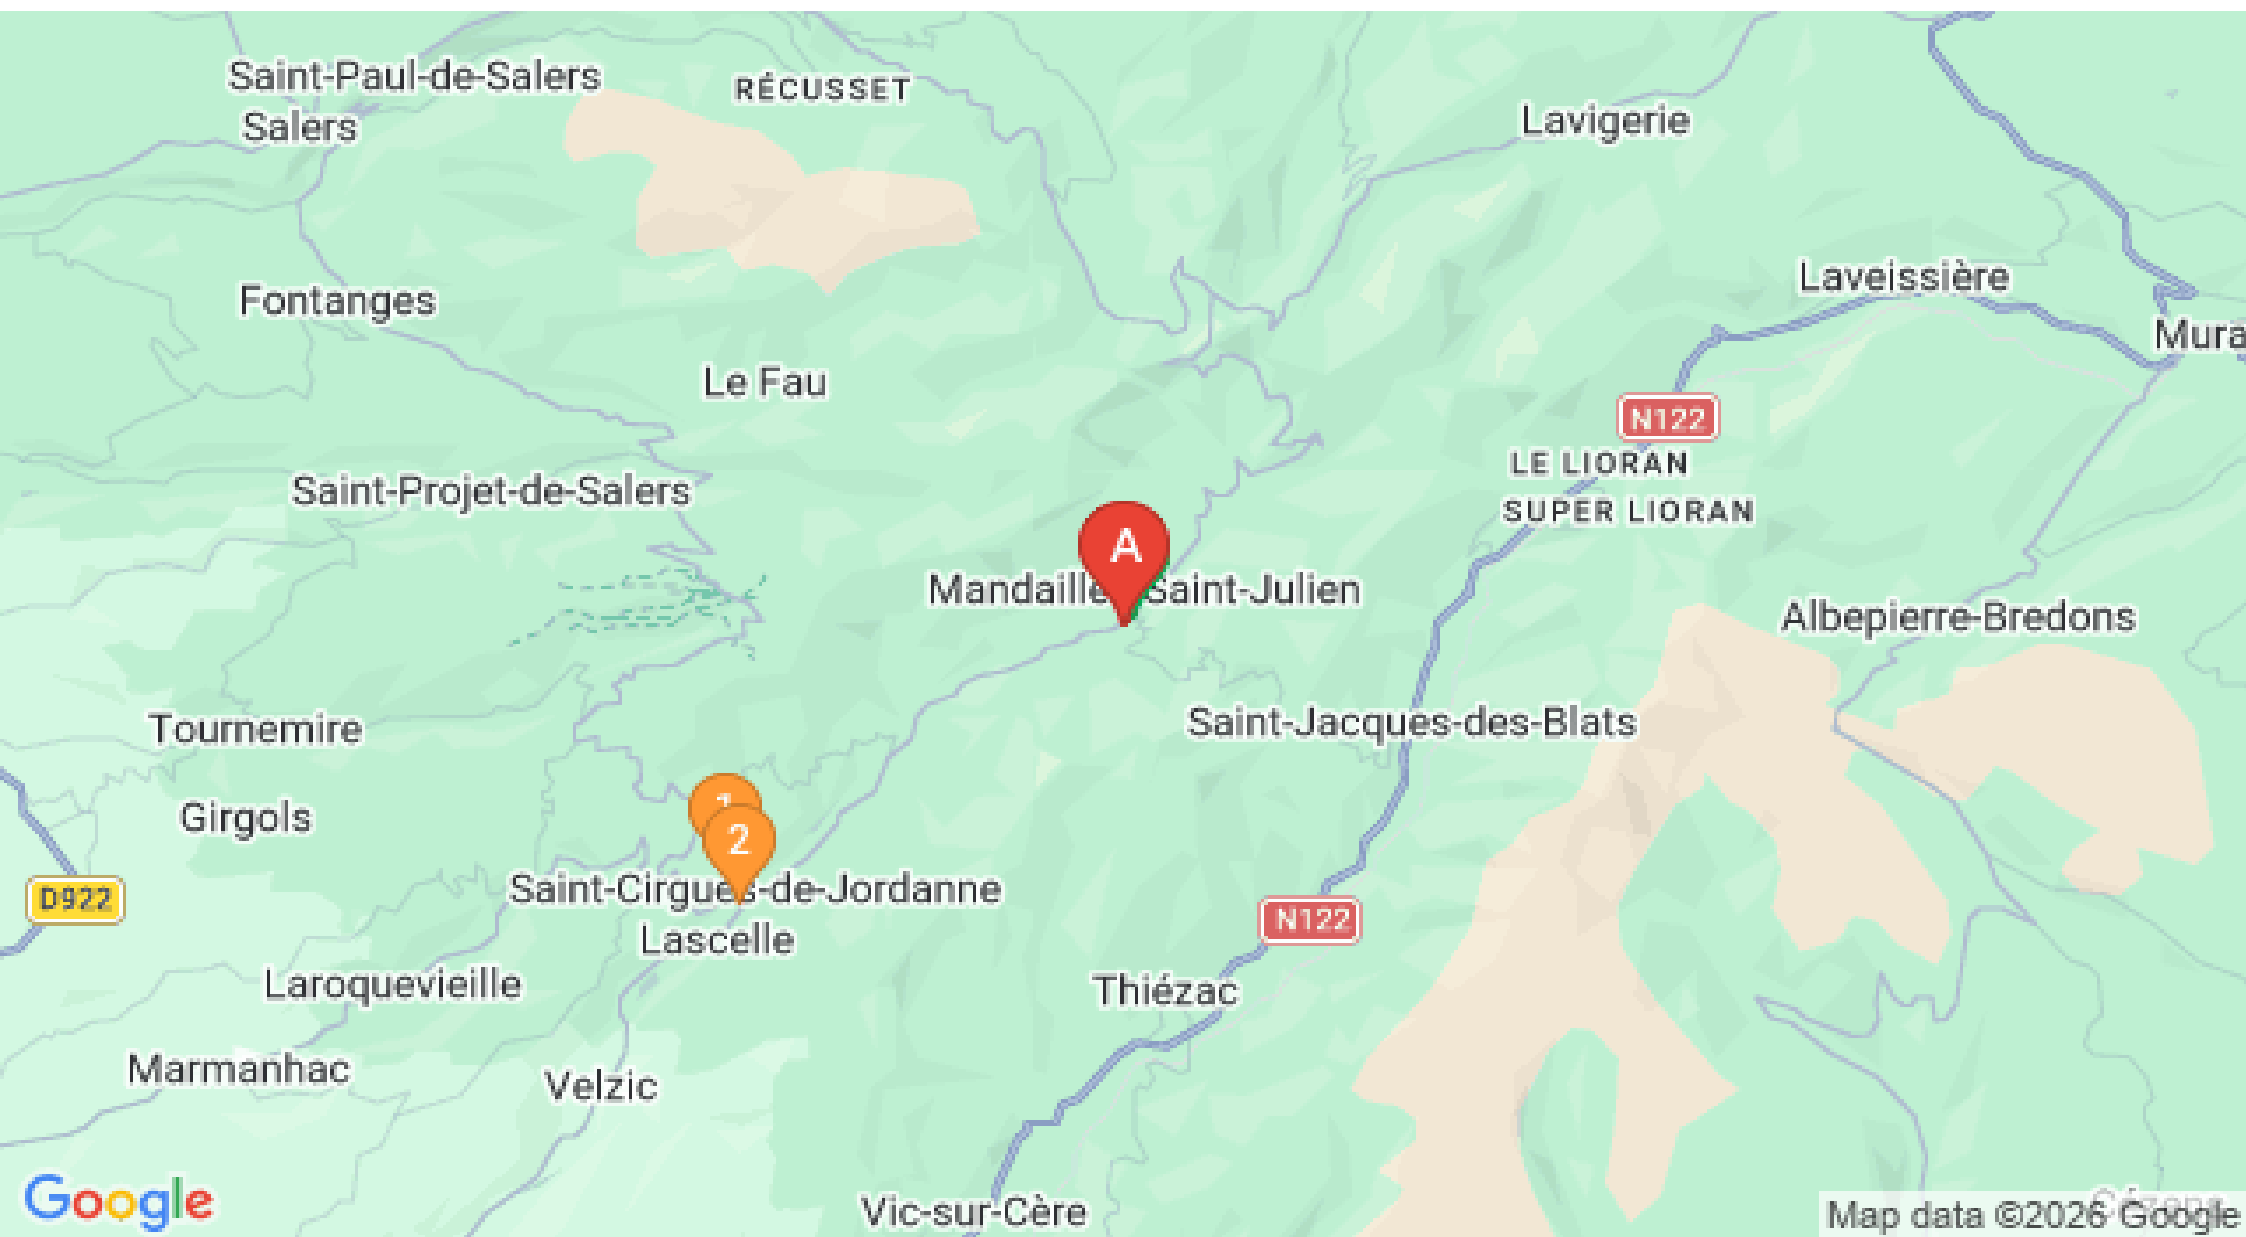 Saint-Paul-de-Salers
RÉCUSSET
Salers
Lavigerie
Fontanges
Laveissière
Mura
Le Fau
N122
LE LIORAN
Saint-Projet-de-Salers
SUPER LIORAN
A
Mandaille Saint-Julien
Albepierre-Bredons
Tournemire
Saint-Jacques-des-Blats
1
Girgols
2
D922
Saint-Cirgues-de-Jordanne
N122
Lascelle
Laroquevieille
Thiézac
Marmanhac
Velzic
Google
Vic-sur-Cère
Map data ©2026 Google